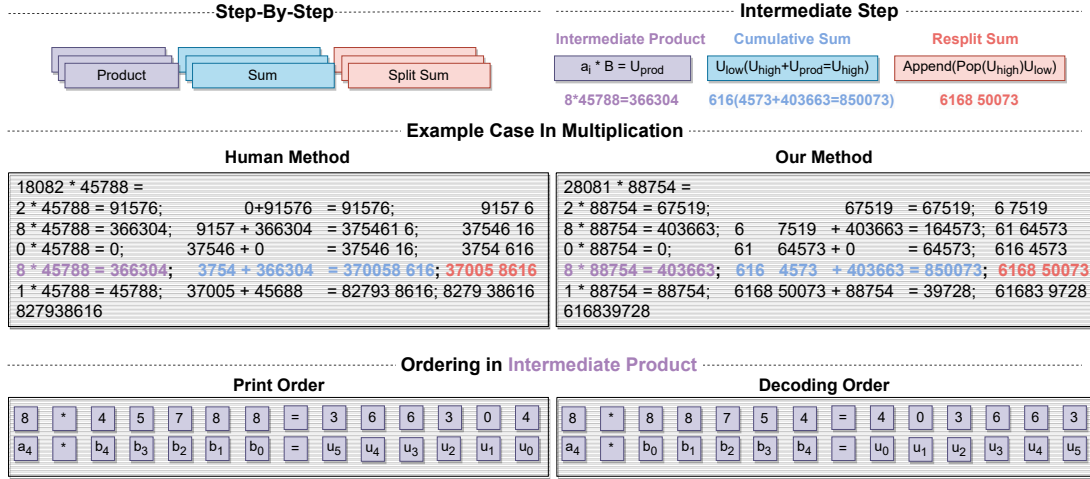 Step-By-Step
Product
Sum
Split Sum
Intermediate Step
Intermediate Product
Cumulative Sum
Resplit Sum
aᵢ * B = Uprod
Ulow(Uhigh+Uprod=Uhigh)
Append(Pop(Uhigh)Ulow)
8*45788=366304
616(4573+403663=850073)
6168 50073
Example Case In Multiplication
Human Method
18082 * 45788 =
2 * 45788 = 91576; 0+91576 = 91576; 9157 6
8 * 45788 = 366304; 9157 + 366304 = 375461 6; 37546 16
0 * 45788 = 0; 37546 + 0 = 37546 16; 3754 616
8 * 45788 = 366304; 3754 + 366304 = 370058 616; 37005 8616
1 * 45788 = 45788; 37005 + 45688 = 82793 8616; 8279 38616
827938616
Our Method
28081 * 88754 =
2 * 88754 = 67519; 67519 = 67519; 6 7519
8 * 88754 = 403663; 6 7519 + 403663 = 164573; 61 64573
0 * 88754 = 0; 61 64573 + 0 = 64573; 616 4573
8 * 88754 = 403663; 616 4573 + 403663 = 850073; 6168 50073
1 * 88754 = 88754; 6168 50073 + 88754 = 39728; 61683 9728
616839728
Ordering in Intermediate Product
Print Order
8 * 4 5 7 8 8 = 3 6 6 3 0 4
a₄ * b₄ b₃ b₂ b₁ b₀ = u₅ u₄ u₃ u₂ u₁ u₀
Decoding Order
8 * 8 8 7 5 4 = 4 0 3 6 6 3
a₄ * b₀ b₁ b₂ b₃ b₄ = u₀ u₁ u₂ u₃ u₄ u₅